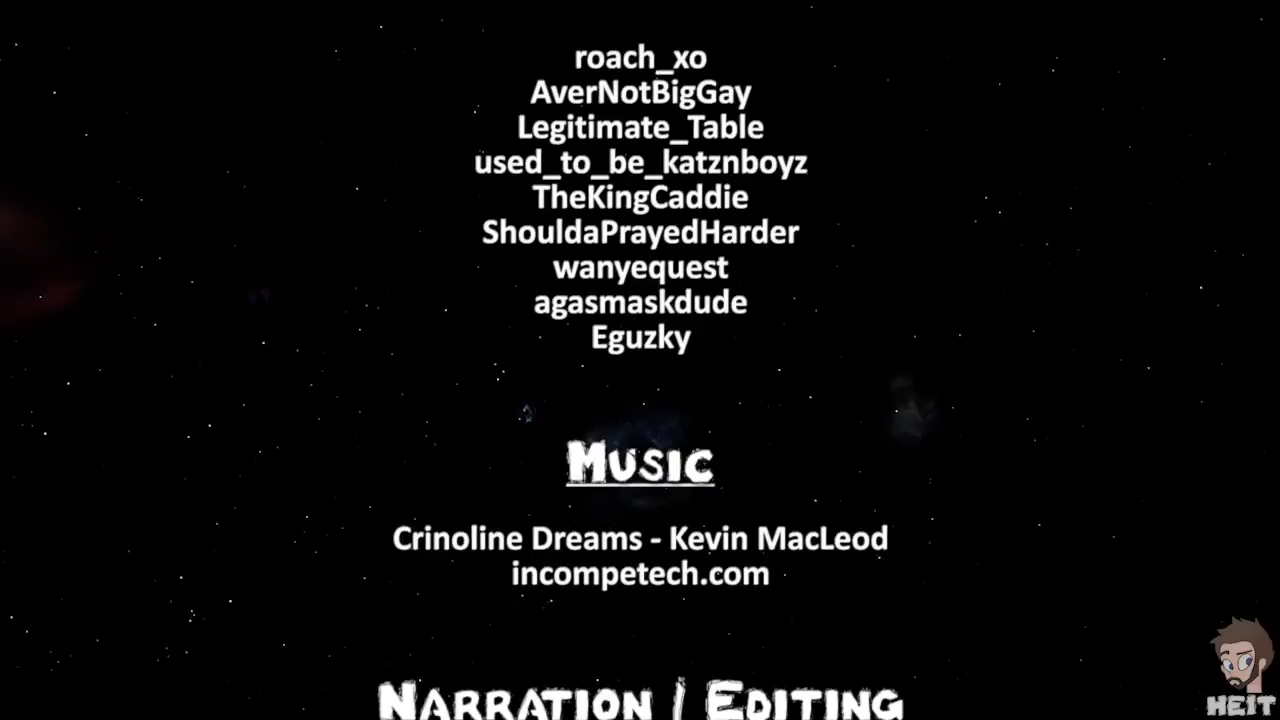 roach_xo
AverNotBigGay
Legitimate_Table
used_to_be_katznboyz
TheKingCaddie
ShouldaPrayedHarder
wanyequest
agasmaskdude
Eguzky
Music
Crinoline Dreams - Kevin MacLeod
incompetech.com
Narration / Editing
HEIT